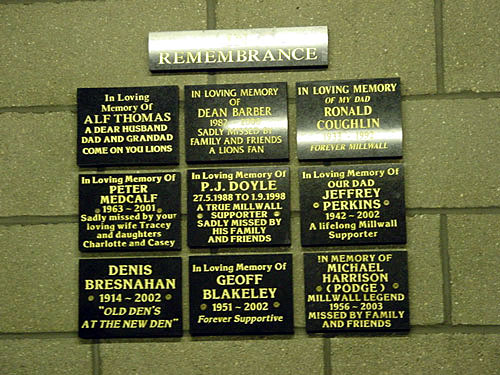 REMEMBRANCE
In Loving
Memory Of
ALF THOMAS
A DEAR HUSBAND
DAD AND GRANDAD
COME ON YOU LIONS
IN LOVING MEMORY
OF
DEAN BARBER
SADLY MISSED BY
FAMILY AND FRIENDS
A LIONS FAN
IN LOVING MEMORY
OF MY DAD
RONALD
COUGHLIN
FOREVER MILLWALL
In Loving Memory Of
PETER
MEDCALF
1963 - 2001
Sadly missed by your
loving wife Tracey
and daughters
Charlotte and Casey
In Loving Memory Of
P.J. DOYLE
27.5.1988 TO 1.9.1998
A TRUE MILLWALL
SUPPORTER
SADLY MISSED BY
HIS FAMILY
AND FRIENDS
In Loving Memory Of
OUR DAD
JEFFREY
PERKINS
1942 - 2002
A lifelong Millwall
Supporter
DENIS
BRESNAHAN
1914 - 2002
"OLD DEN'S
AT THE NEW DEN"
In Loving Memory Of
GEOFF
BLAKELEY
1951 - 2002
Forever Supportive
IN MEMORY OF
MICHAEL
HARRISON
(PODGE)
MILLWALL LEGEND
1956 - 2003
MISSED BY FAMILY
AND FRIENDS